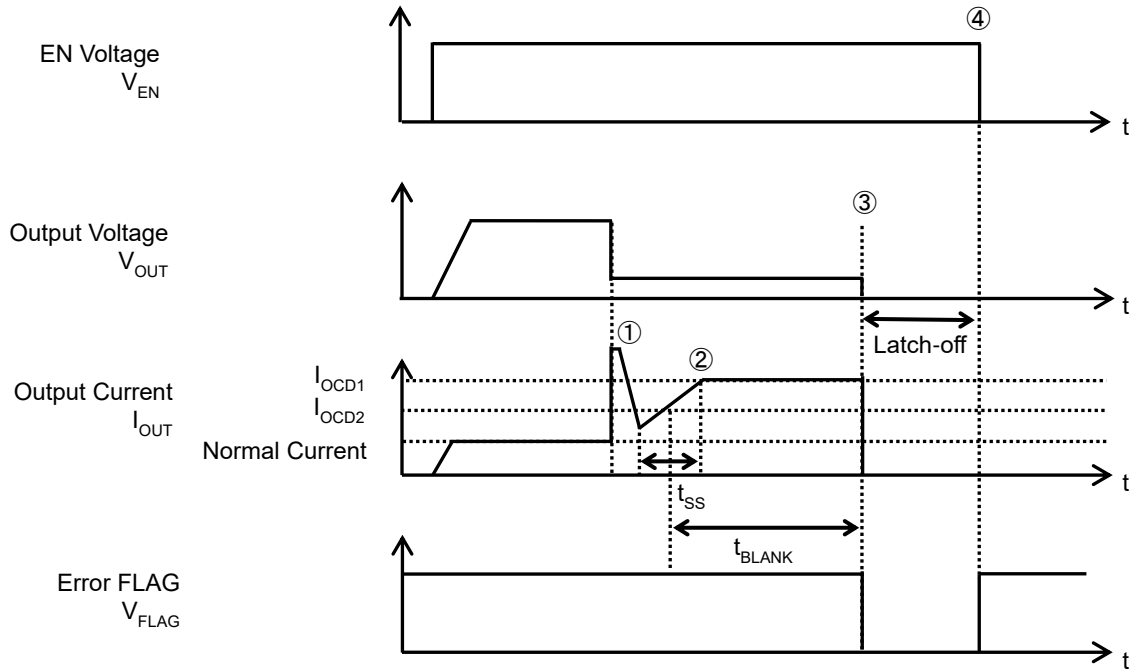 ④
EN Voltage
V_EN
t
③
Output Voltage
V_OUT
t
①
②
Latch-off
I_OCD1
Output Current
I_OCD2
I_OUT
Normal Current
t
t_SS
t_BLANK
Error FLAG
V_FLAG
t